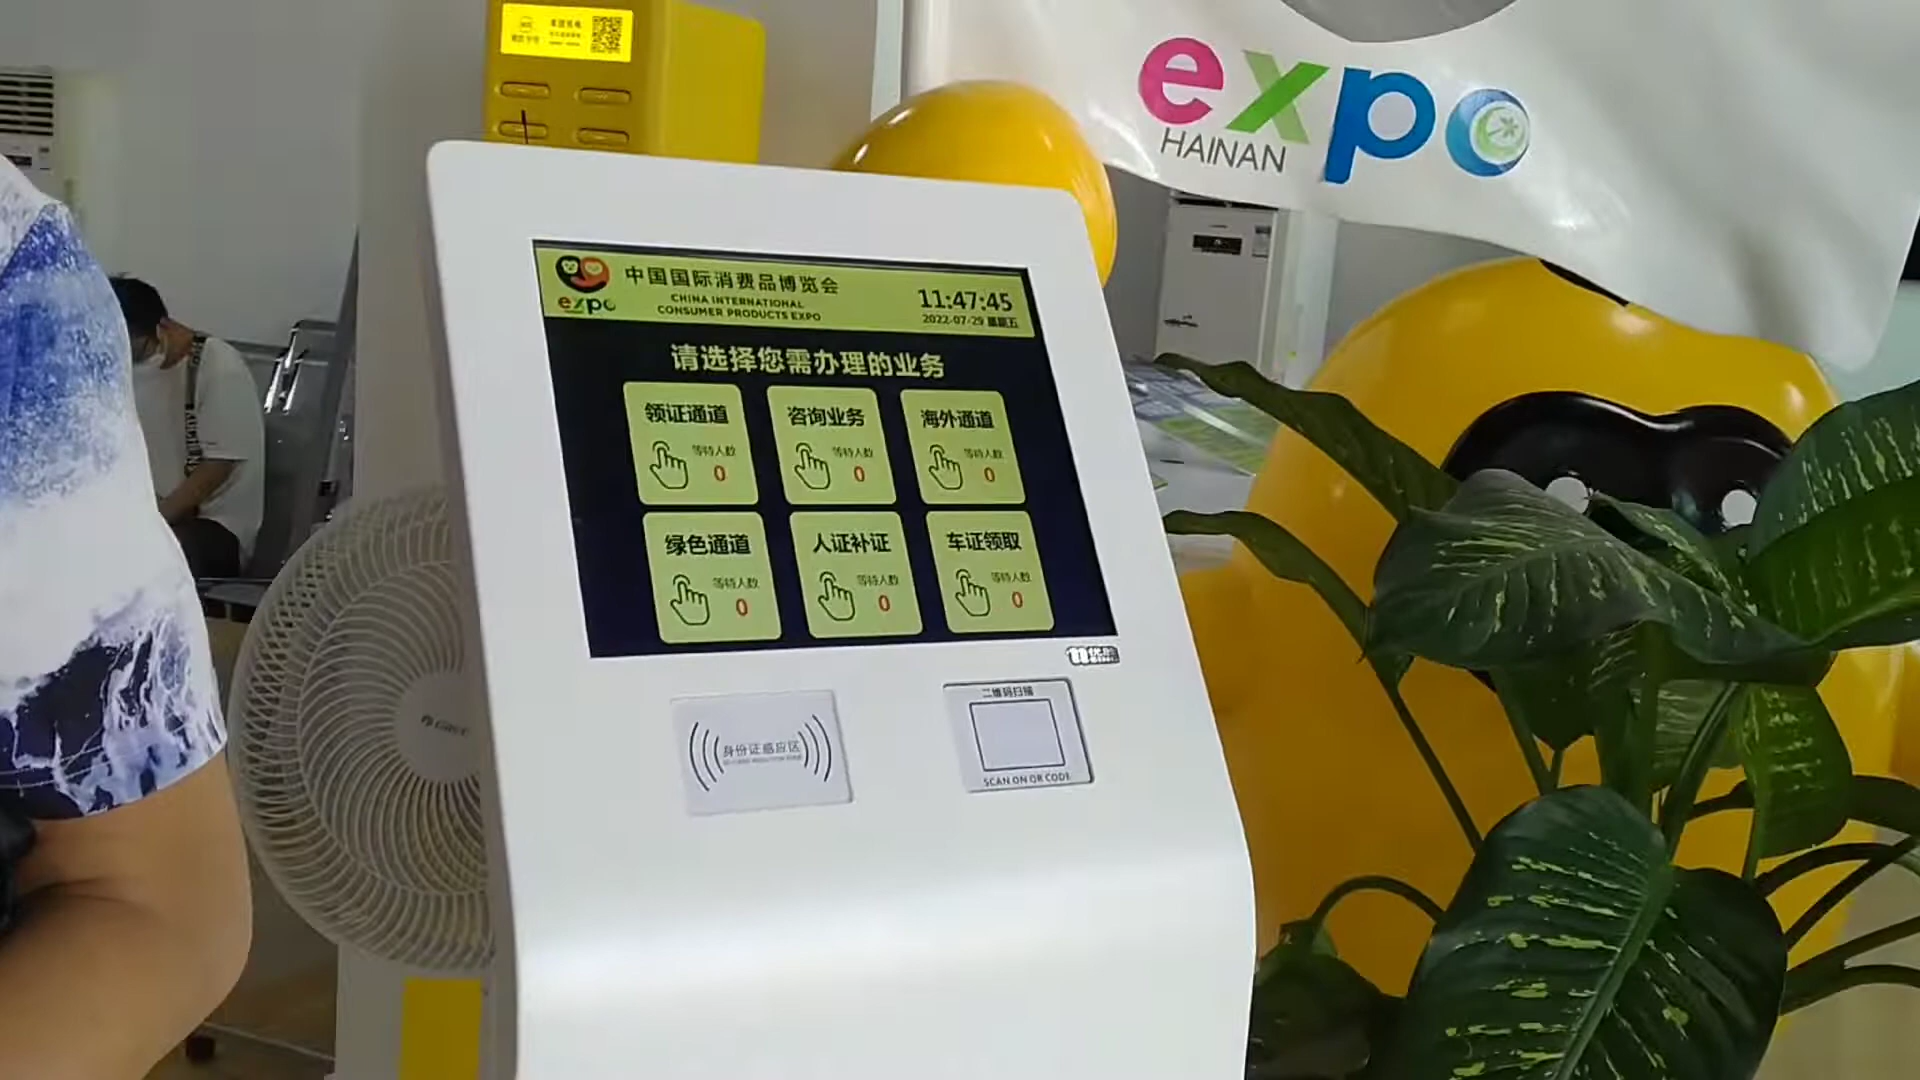 expo
HAINAN
expo
中国国际消费品博览会
CHINA INTERNATIONAL
CONSUMER PRODUCTS EXPO
11:47:45
2022-07-29 星期五
请选择您需办理的业务
领证通道
等待人数
0
咨询业务
等待人数
0
海外通道
等待人数
0
绿色通道
等待人数
0
人证补证
等待人数
0
车证领取
等待人数
0
身份证感应区
二维码扫描
SCAN ON QR CODE
GREE